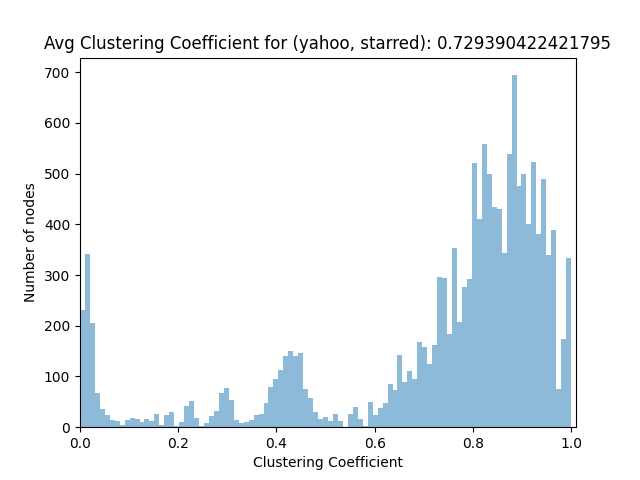 Avg Clustering Coefficient for (yahoo, starred): 0.729390422421795
700
600
500
400
300
200
100
0
Number of nodes
0.0 0.2 0.4 0.6 0.8 1.0
Clustering Coefficient